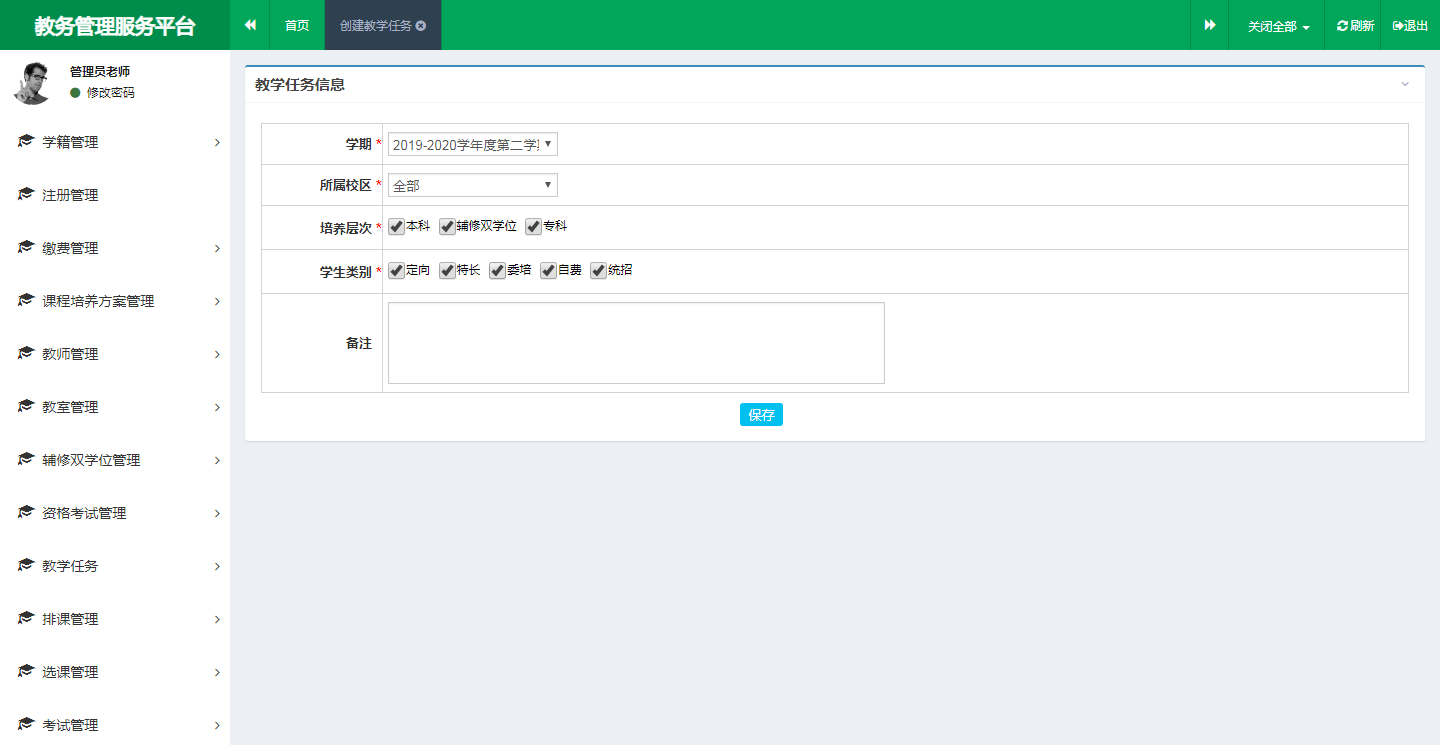 教务管理服务平台
首页
创建教学任务
关闭全部
刷新
退出
管理员老师
修改密码
学籍管理
注册管理
缴费管理
课程培养方案管理
教师管理
教室管理
辅修双学位管理
资格考试管理
教学任务
排课管理
选课管理
考试管理
教学任务信息
学期 * 2019-2020学年度第二学
所属校区 * 全部
培养层次 * 本科 辅修双学位 专科
学生类别 * 定向 特长 委培 自费 统招
备注
保存